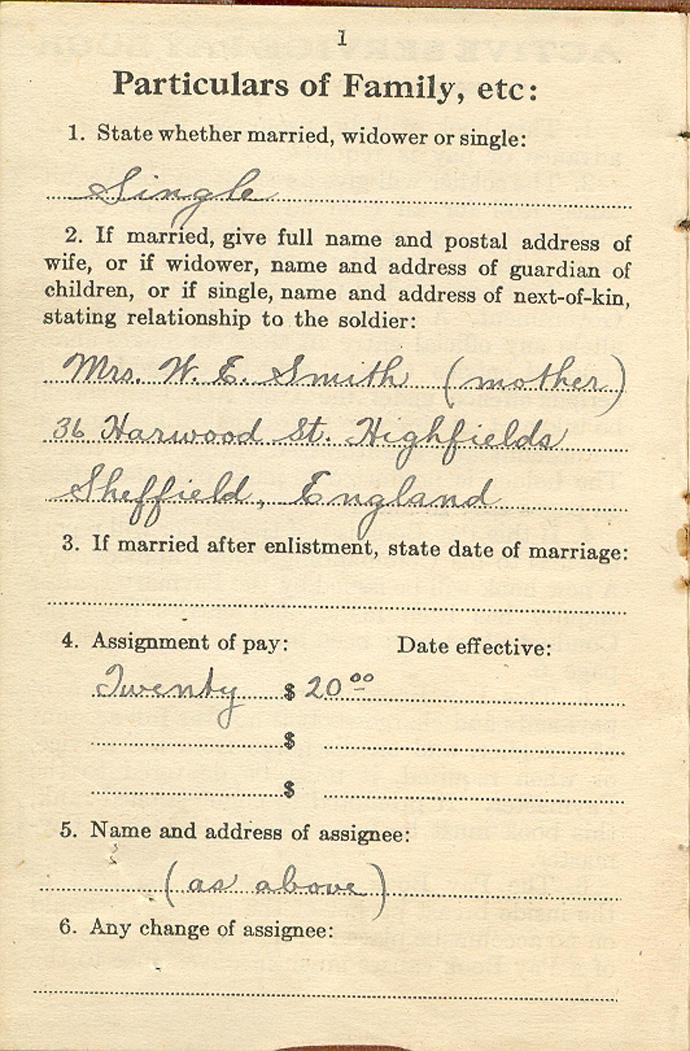 1
Particulars of Family, etc:
1. State whether married, widower or single:
Single
2. If married, give full name and postal address of
wife, or if widower, name and address of guardian of
children, or if single, name and address of next-of-kin,
stating relationship to the soldier:
Mrs. W. E. Smith (mother)
36 Harwood St. Highfields
Sheffield, England
3. If married after enlistment, state date of marriage:
4. Assignment of pay: Date effective:
Twenty $ 20 00
$
$
5. Name and address of assignee:
(as above)
6. Any change of assignee: